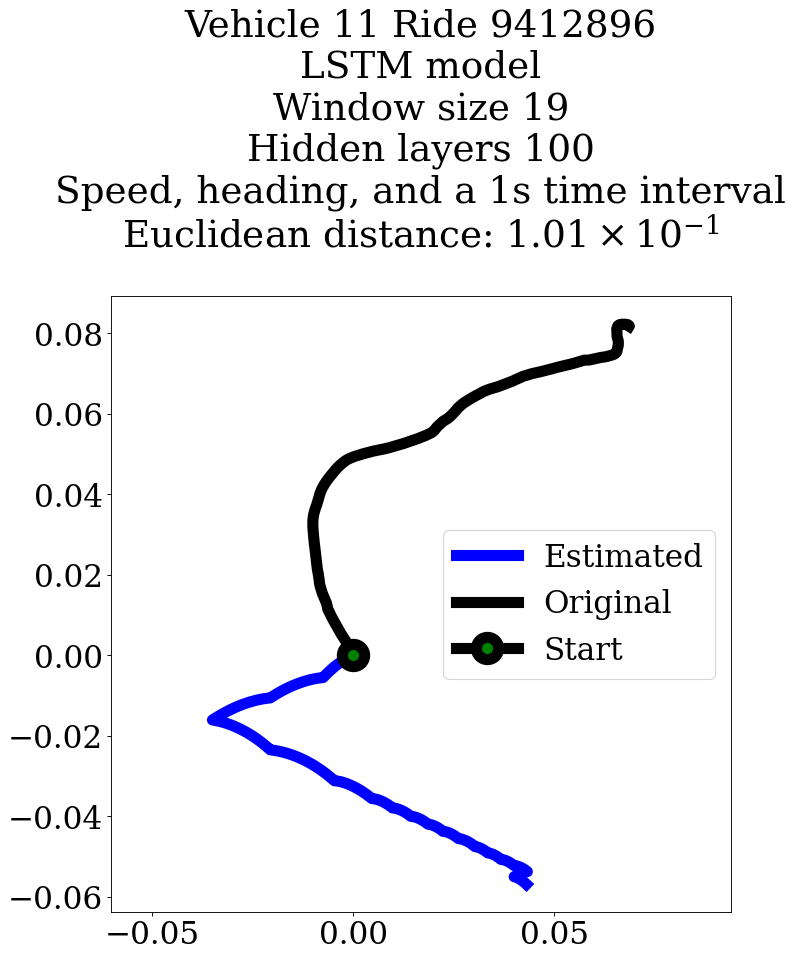 Vehicle 11 Ride 9412896
LSTM model
Window size 19
Hidden layers 100
Speed, heading, and a 1s time interval
Euclidean distance: 1.01 × 10⁻¹
0.08
0.06
0.04
0.02
0.00
−0.02
−0.04
−0.06
Estimated
Original
Start
−0.05
0.00
0.05